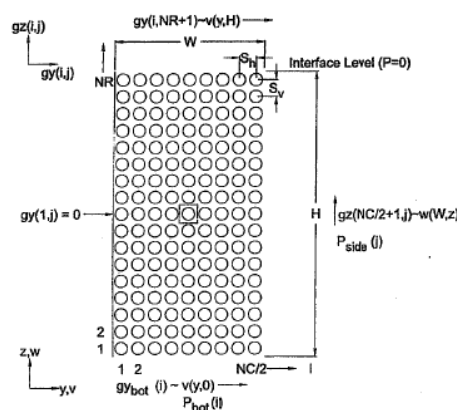 gy(i,NR+1)~v(y,H)
gz(i,j)
W
gy(i,j)
NR
Sh
Interface Level (P=0)
Sv
gy(1,j) = 0
H
gz(NC/2+1,j)~w(W,z)
Pside (j)
z,w
2
1
1 2
NC/2
I
y,v
gybot (i) ~ v(y,0)
Pbot(i)